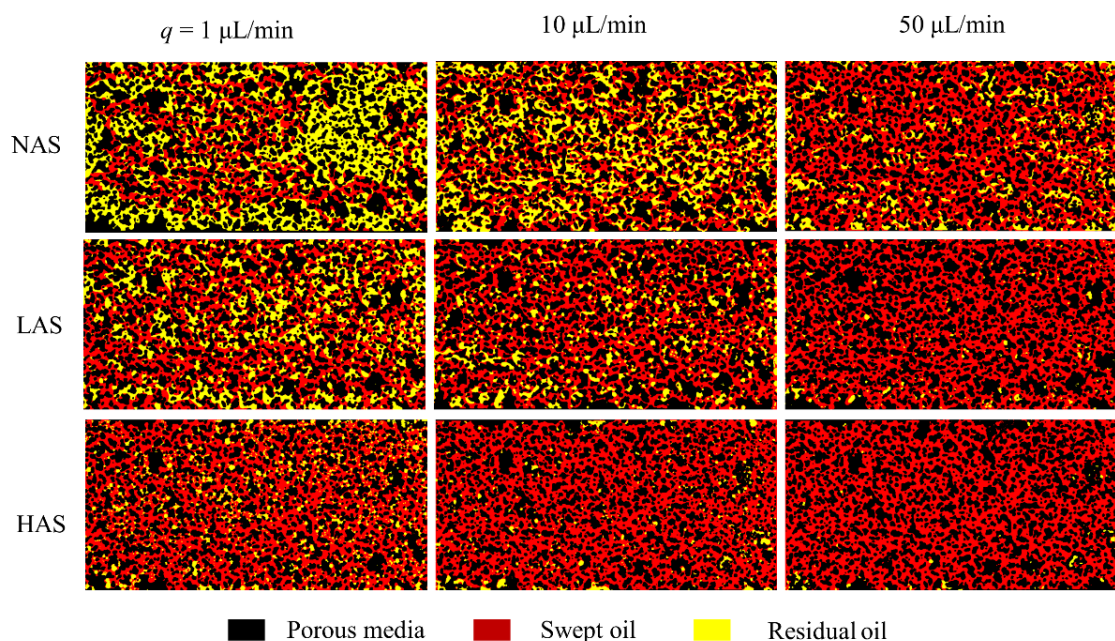 q = 1 μL/min 10 μL/min 50 μL/min
NAS
LAS
HAS
Porous media Swept oil Residual oil